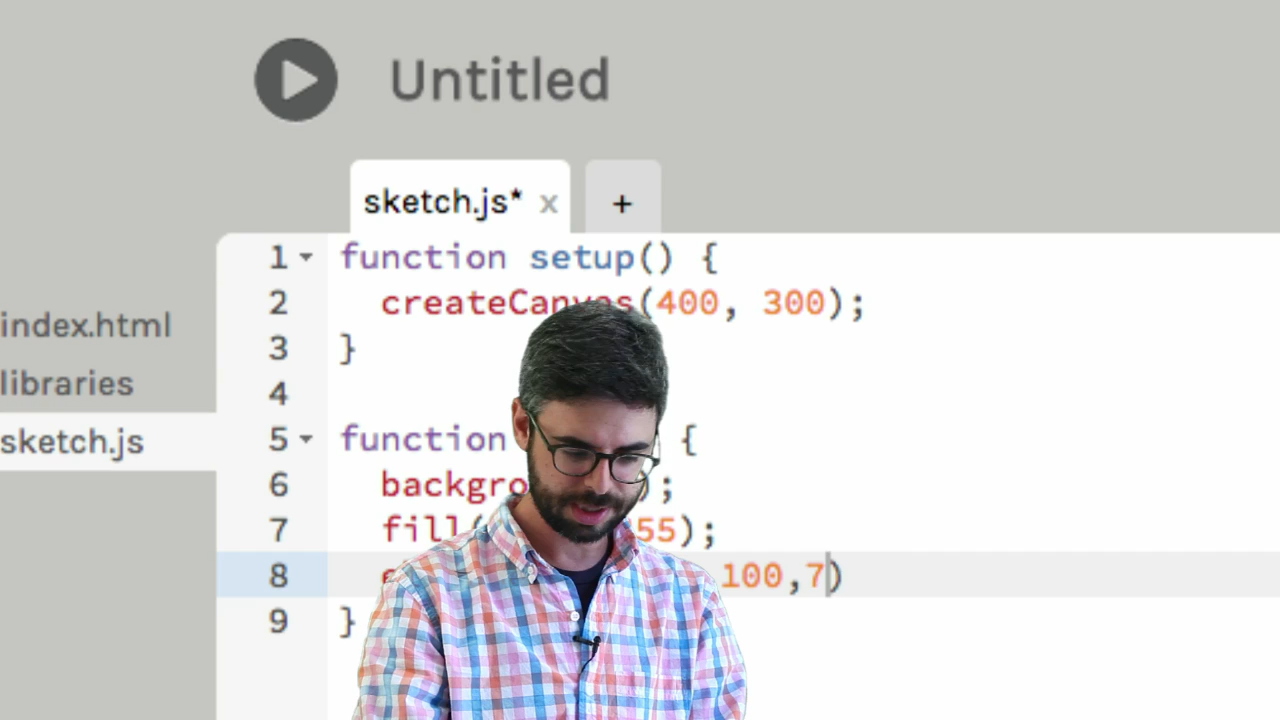 Untitled
sketch.js* x +
index.html
libraries
sketch.js
1 function setup() {
2 createCanvas(400, 300);
3 }
4
5 function {
6 ;
7 fill( 55);
8 100,7)
9 }